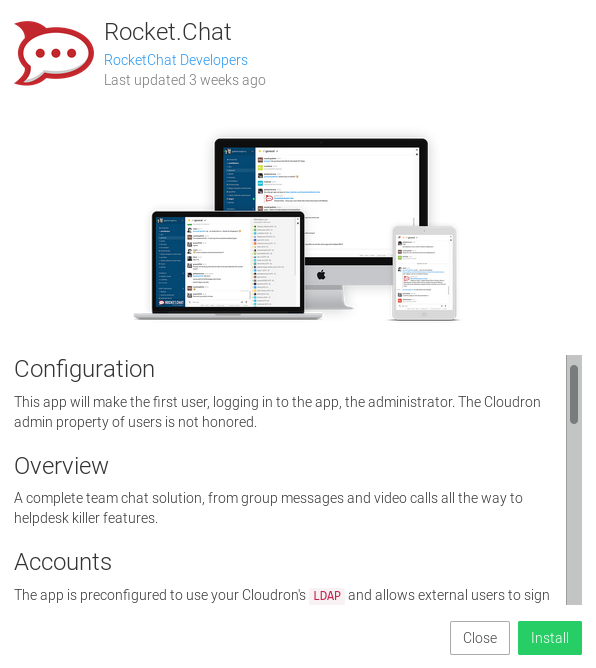 Rocket.Chat
RocketChat Developers
Last updated 3 weeks ago
ROCKET.CHAT
Configuration
This app will make the first user, logging in to the app, the administrator. The Cloudron
admin property of users is not honored.
Overview
A complete team chat solution, from group messages and video calls all the way to
helpdesk killer features.
Accounts
The app is preconfigured to use your Cloudron's LDAP and allows external users to sign
Close
Install